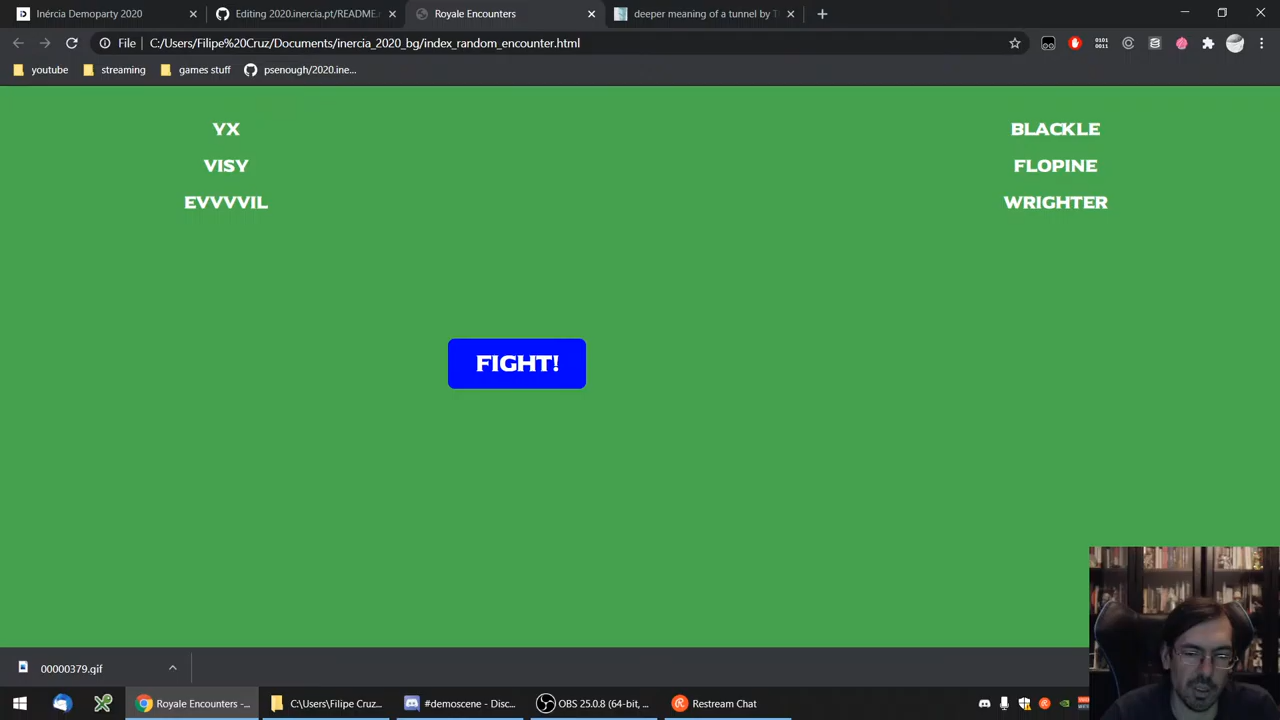 Inércia Demoparty 2020
Editing 2020.inercia.pt/README.
Royale Encounters
deeper meaning of a tunnel by T
File
C:/Users/Filipe%20Cruz/Documents/inercia_2020_bg/index_random_encounter.html
0101
0011
youtube
streaming
games stuff
psenough/2020.ine...
YX
BLACKLE
VISY
FLOPINE
EVVVVIL
WRIGHTER
FIGHT!
00000379.gif
Royale Encounters -...
C:\Users\Filipe Cruz...
#demoscene - Disc...
OBS 25.0.8 (64-bit, ...
Restream Chat